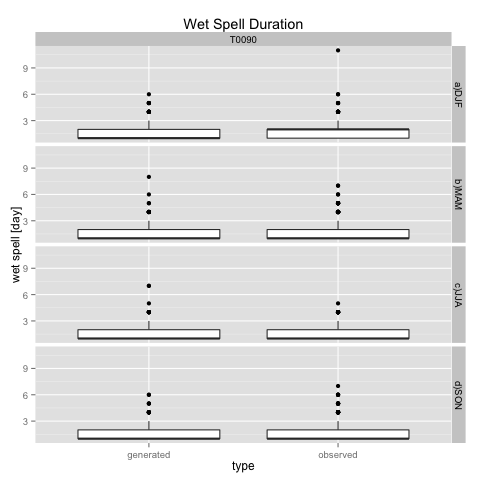 Wet Spell Duration
T0090
9
6
3
a)DJF
9
6
3
b)MAM
9
6
3
c)JJA
9
6
3
d)SON
wet spell [day]
generated
observed
type